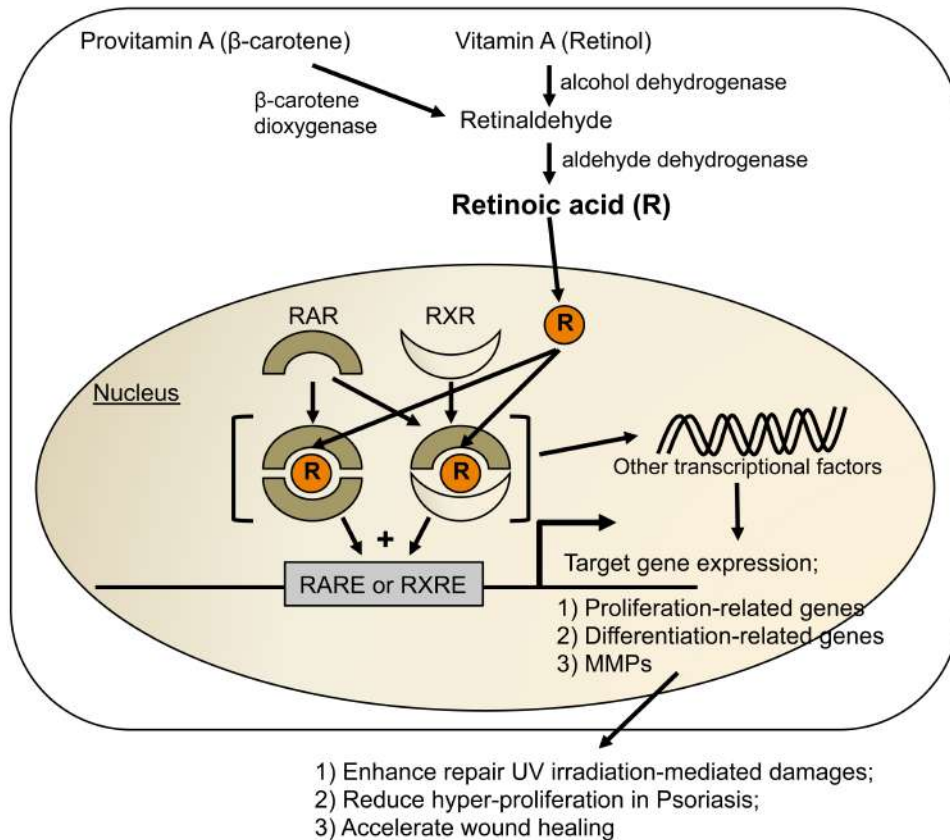 Provitamin A (β-carotene)
Vitamin A (Retinol)
alcohol dehydrogenase
β-carotene
dioxygenase
Retinaldehyde
aldehyde dehydrogenase
Retinoic acid (R)
RAR
RXR
R
Nucleus
R
R
Other transcriptional factors
+
RARE or RXRE
Target gene expression;
1) Proliferation-related genes
2) Differentiation-related genes
3) MMPs
1) Enhance repair UV irradiation-mediated damages;
2) Reduce hyper-proliferation in Psoriasis;
3) Accelerate wound healing